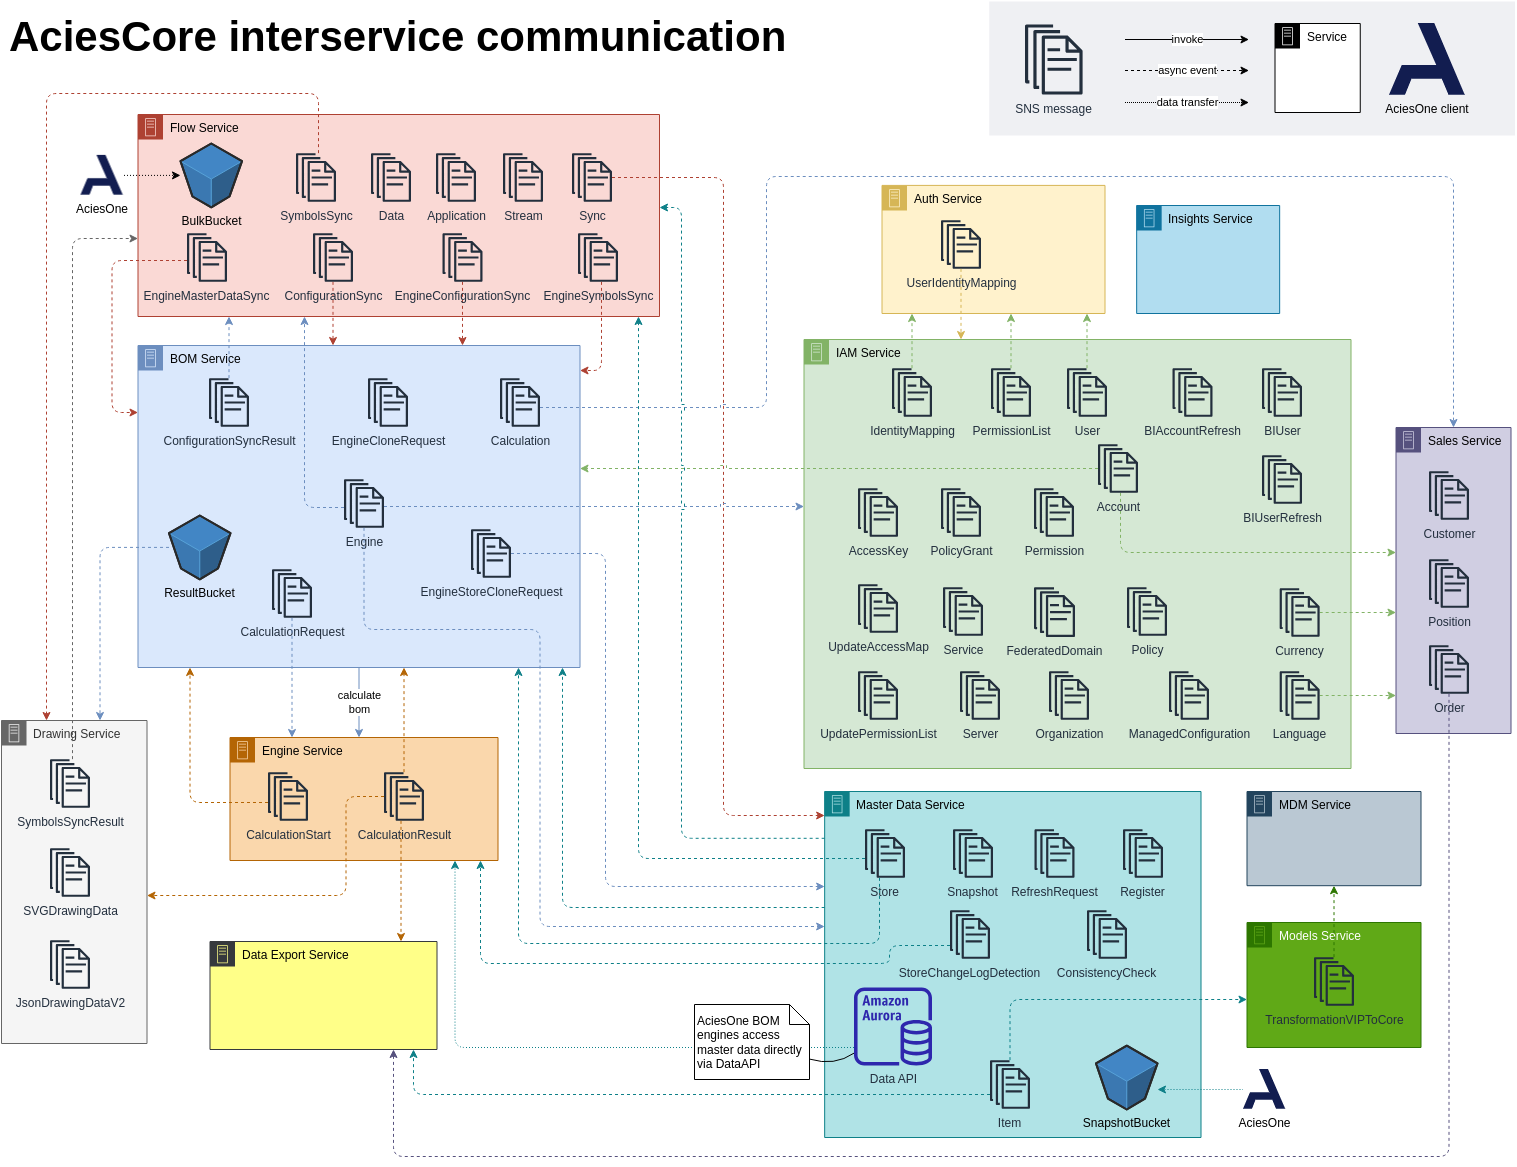 AciesCore interservice communication
SNS message
invoke
async event
data transfer
Service
AciesOne client
Flow Service
AciesOne
BulkBucket
SymbolsSync
Data
Application
Stream
Sync
EngineMasterDataSync
ConfigurationSync
EngineConfigurationSync
EngineSymbolsSync
Auth Service
UserIdentityMapping
Insights Service
BOM Service
ConfigurationSyncResult
EngineCloneRequest
Calculation
Engine
ResultBucket
EngineStoreCloneRequest
CalculationRequest
calculate
bom
IAM Service
IdentityMapping
PermissionList
User
BIAccountRefresh
BIUser
Account
BIUserRefresh
AccessKey
PolicyGrant
Permission
UpdateAccessMap
Service
FederatedDomain
Policy
Currency
UpdatePermissionList
Server
Organization
ManagedConfiguration
Language
Sales Service
Customer
Position
Order
Drawing Service
SymbolsSyncResult
SVGDrawingData
JsonDrawingDataV2
Engine Service
CalculationStart
CalculationResult
Data Export Service
Master Data Service
Store
Snapshot
RefreshRequest
Register
StoreChangeLogDetection
ConsistencyCheck
Amazon
Aurora
Data API
AciesOne BOM
engines access
master data directly
via DataAPI
Item
SnapshotBucket
AciesOne
MDM Service
Models Service
TransformationVIPToCore